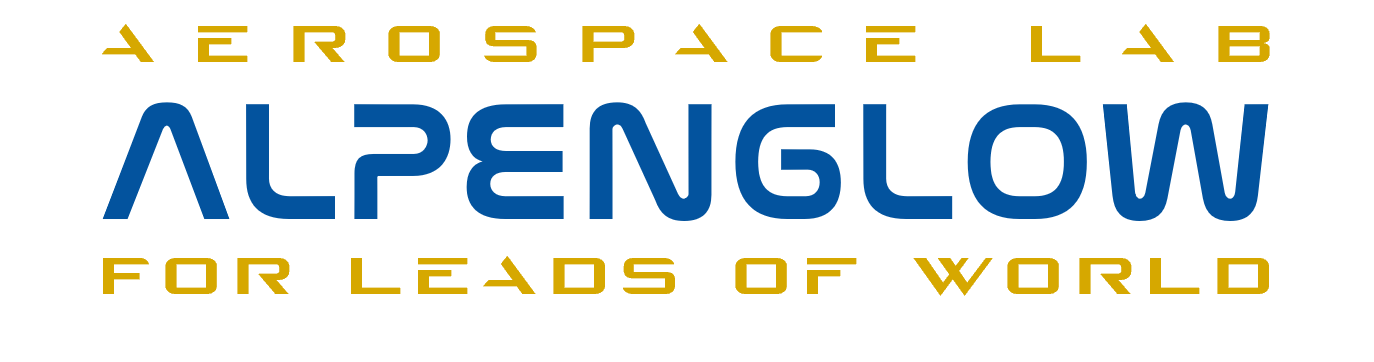 AEROSPACE LAB
ALPENGLOW
FOR LEADS OF WORLD